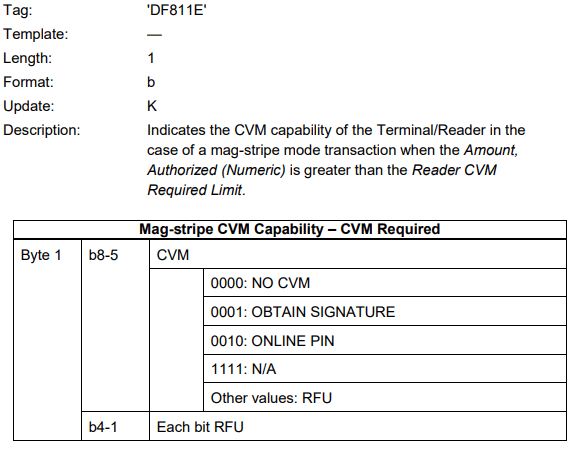 Tag: 'DF811E'
Template: —
Length: 1
Format: b
Update: K
Description: Indicates the CVM capability of the Terminal/Reader in the
case of a mag-stripe mode transaction when the Amount,
Authorized (Numeric) is greater than the Reader CVM
Required Limit.
Mag-stripe CVM Capability – CVM Required
Byte 1 b8-5 CVM
0000: NO CVM
0001: OBTAIN SIGNATURE
0010: ONLINE PIN
1111: N/A
Other values: RFU
b4-1 Each bit RFU